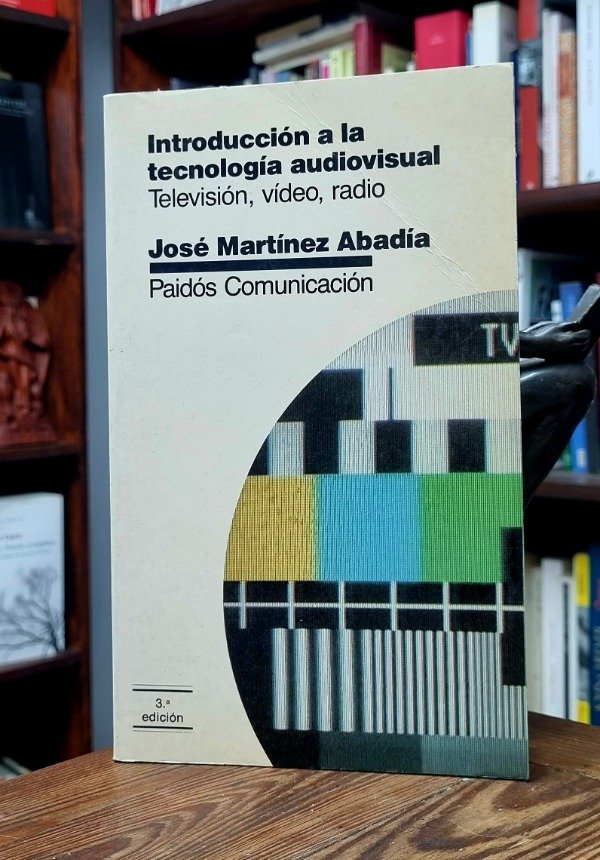 Introducción a la
tecnología audiovisual
Televisión, vídeo, radio
José Martínez Abadía
Paidós Comunicación
TV
3.ª
edición